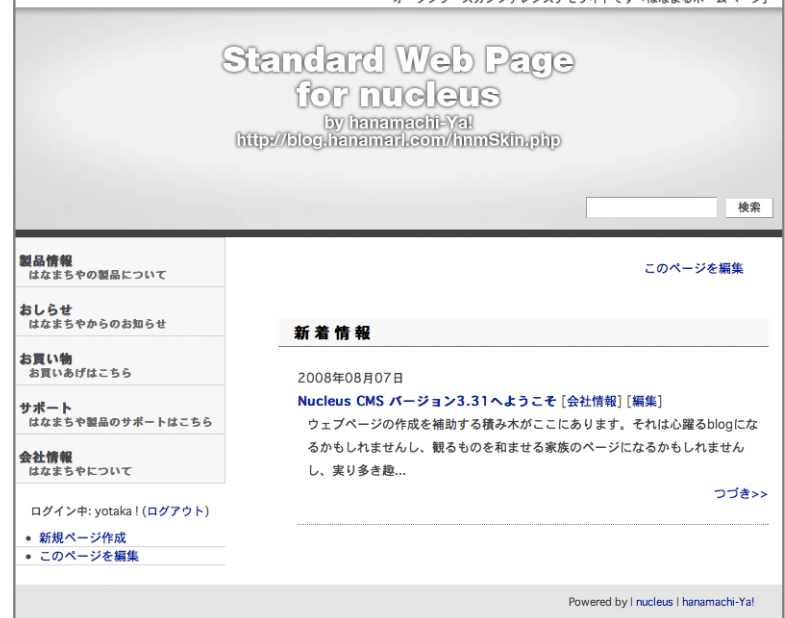 Standard Web Page
for nucleus
by hanamachi-Ya!
http://blog.hanamarl.com/hnmSkin.php
検索
製品情報
はなまちやの製品について
おしらせ
はなまちやからのお知らせ
お買い物
お買いあげはこちら
サポート
はなまちや製品のサポートはこちら
会社情報
はなまちやについて
ログイン中: yotaka ! (ログアウト)
• 新規ページ作成
• このページを編集
このページを編集
新着情報
2008年08月07日
Nucleus CMS バージョン3.31へようこそ [会社情報] [編集]
ウェブページの作成を補助する積み木がここにあります。それは心躍るblogにな
るかもしれませんし、観るものを和ませる家族のページになるかもしれません
し、実り多き趣...
つづき>>
Powered by | nucleus | hanamachi-Ya!